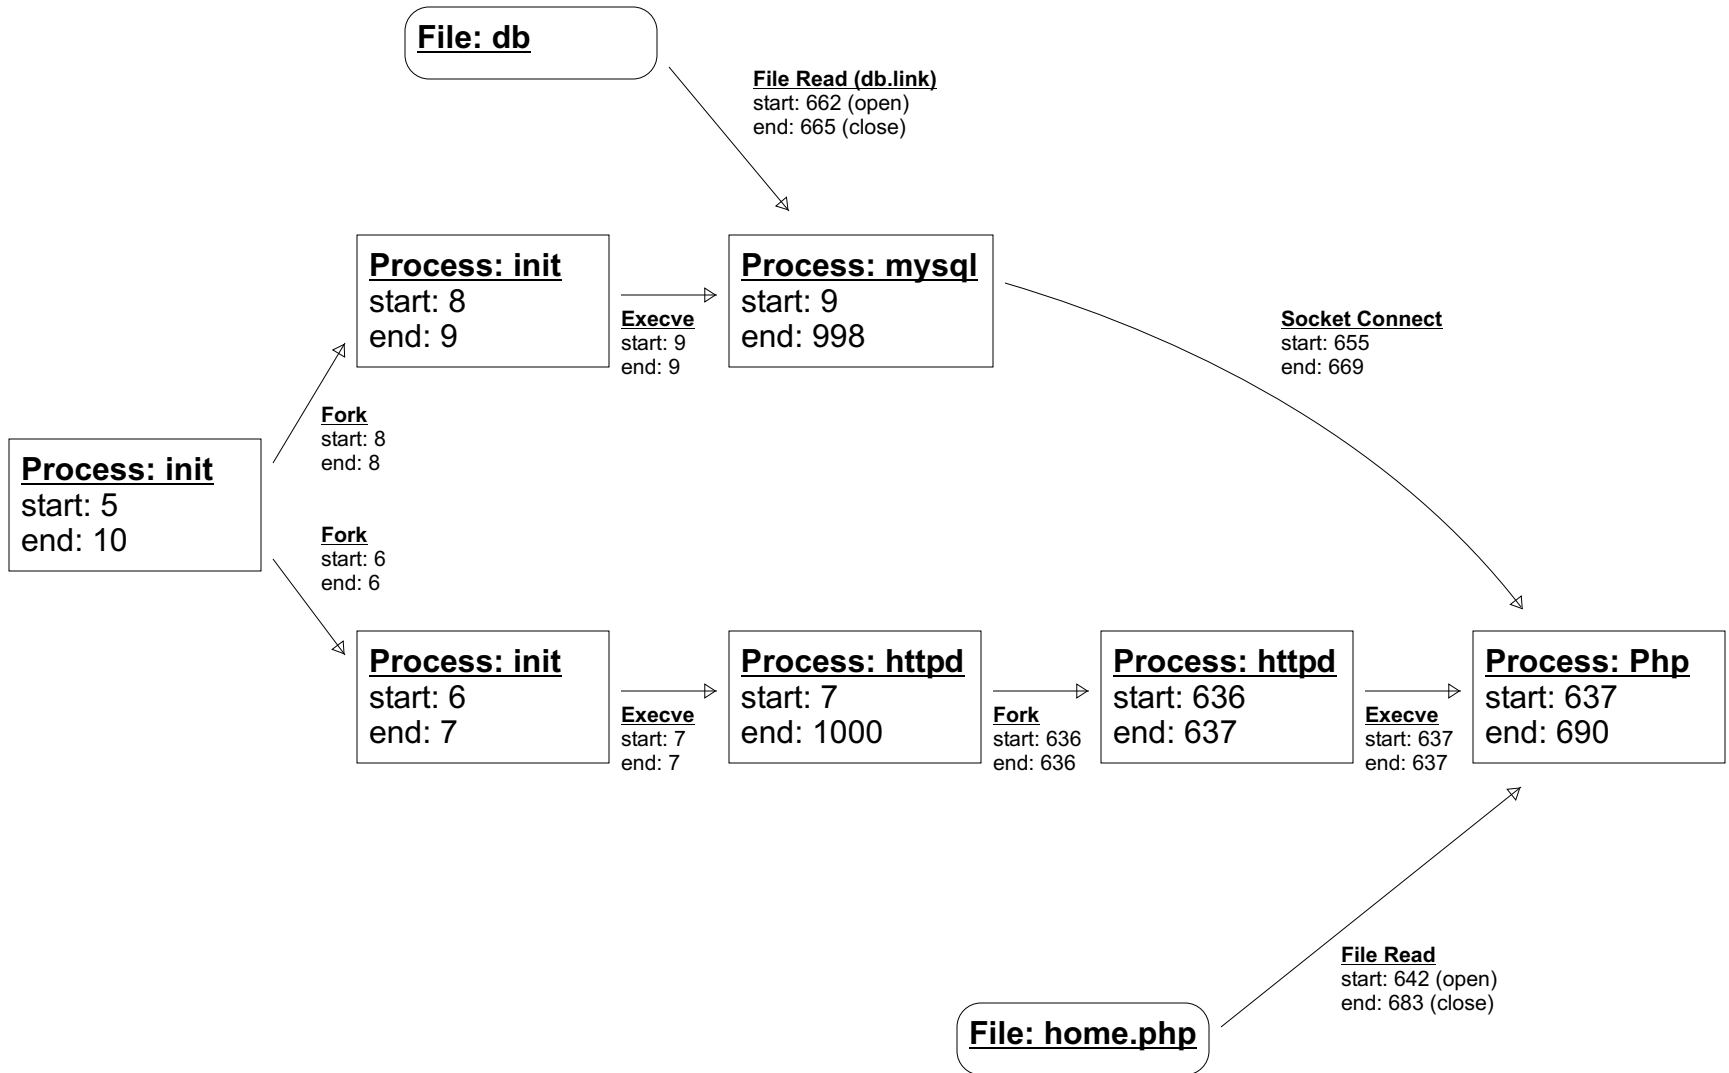 File: db
File Read (db.link)
start: 662 (open)
end: 665 (close)
Process: init
start: 8
end: 9
Execve
start: 9
end: 9
Process: mysql
start: 9
end: 998
Socket Connect
start: 655
end: 669
Fork
start: 8
end: 8
Process: init
start: 5
end: 10
Fork
start: 6
end: 6
Process: init
start: 6
end: 7
Execve
start: 7
end: 7
Process: httpd
start: 7
end: 1000
Fork
start: 636
end: 636
Process: httpd
start: 636
end: 637
Execve
start: 637
end: 637
Process: Php
start: 637
end: 690
File Read
start: 642 (open)
end: 683 (close)
File: home.php